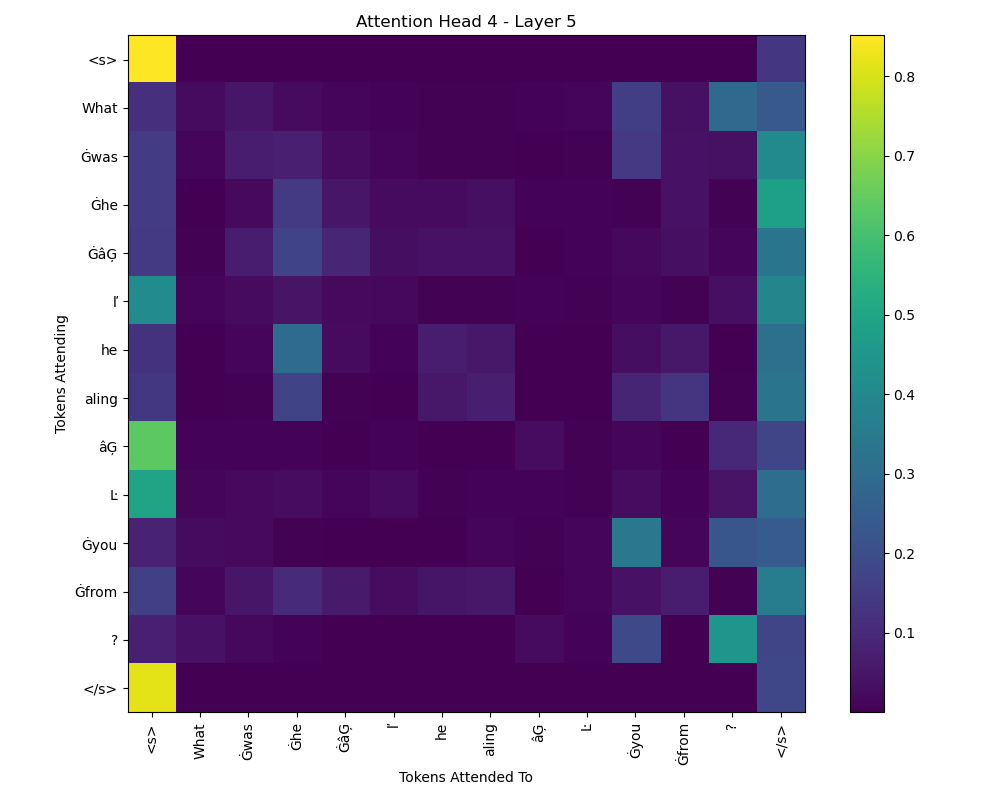 Attention Head 4 - Layer 5
<s>
What
Ġwas
Ġhe
ĠâĢ
ľ
he
aling
âĢ
Ŀ
Ġyou
Ġfrom
?
</s>
Tokens Attending
<s>
What
Ġwas
Ġhe
ĠâĢ
ľ
he
aling
âĢ
Ŀ
Ġyou
Ġfrom
?
</s>
Tokens Attended To
0.8
0.7
0.6
0.5
0.4
0.3
0.2
0.1